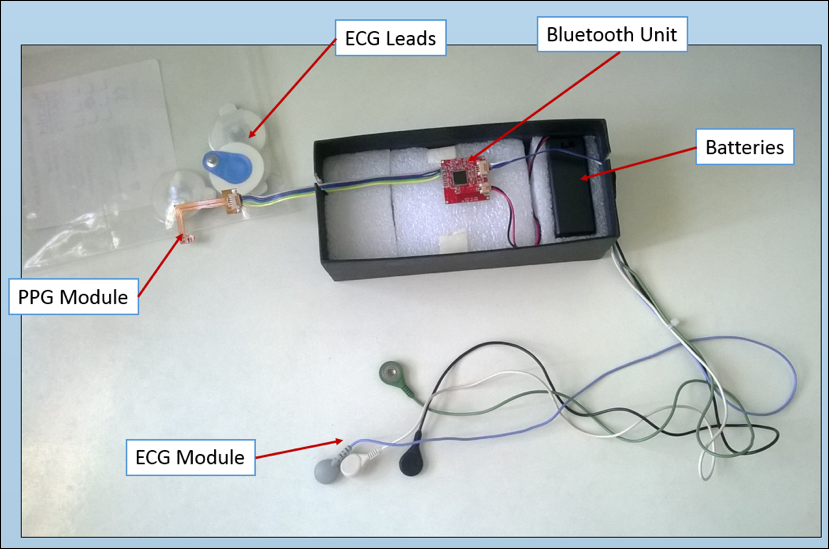 ECG Leads
Bluetooth Unit
Batteries
PPG Module
ECG Module